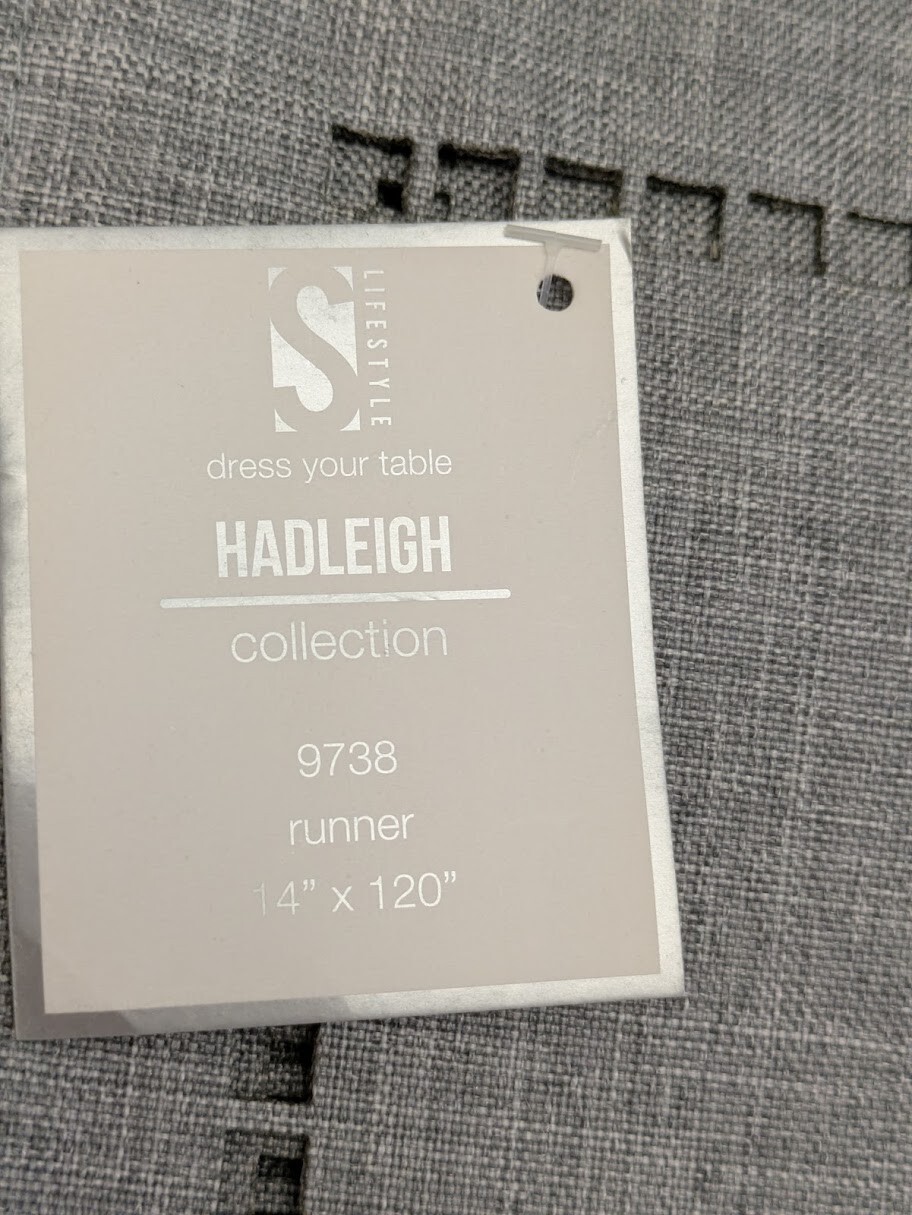 S
LIFESTYLE
dress your table
HADLEIGH
collection
9738
runner
14” x 120”